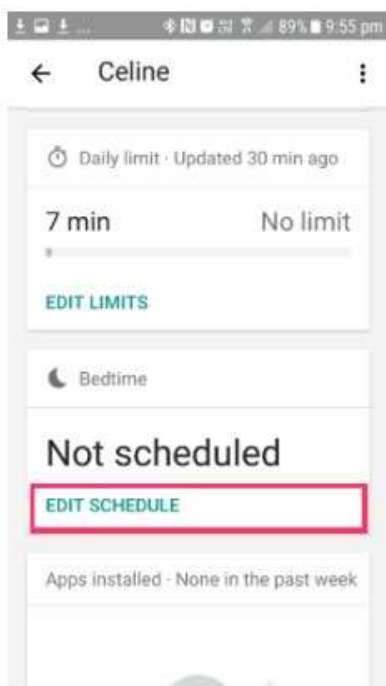 ... 89% 9:55 pm
Celine
Daily limit · Updated 30 min ago
7 min No limit
EDIT LIMITS
Bedtime
Not scheduled
EDIT SCHEDULE
Apps installed · None in the past week